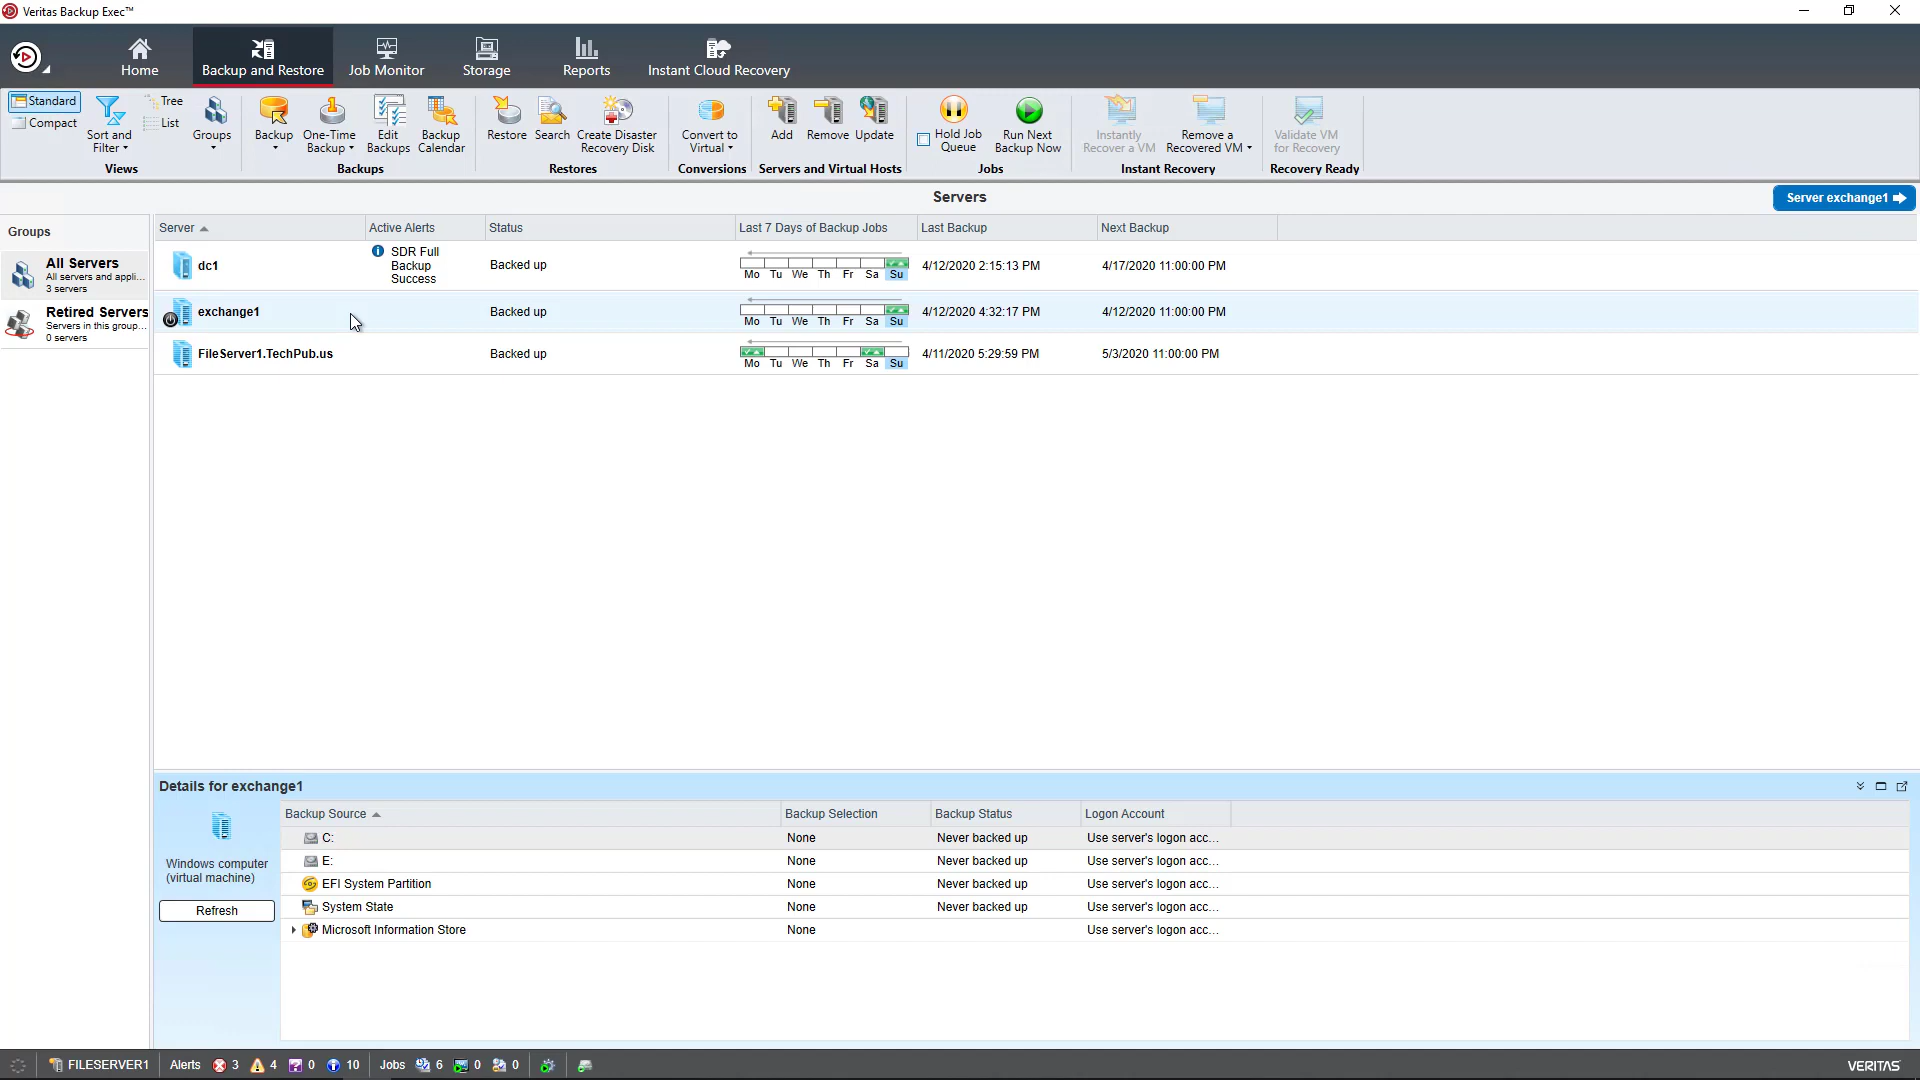 Veritas Backup Exec™
Home
Backup and Restore
Job Monitor
Storage
Reports
Instant Cloud Recovery
Standard
Compact
Sort and
Filter
Tree
List
Groups
Views
Backup
One-Time
Backup
Edit
Backups
Backup
Calendar
Backups
Restore
Search
Create Disaster
Recovery Disk
Restores
Convert to
Virtual
Conversions
Add
Remove
Update
Servers and Virtual Hosts
Hold Job
Queue
Run Next
Backup Now
Jobs
Instantly
Recover a VM
Remove a
Recovered VM
Instant Recovery
Validate VM
for Recovery
Recovery Ready
Servers
Server exchange1
Groups
All Servers
All servers and appli...
3 servers
Retired Servers
Servers in this group...
0 servers
Server Active Alerts Status Last 7 Days of Backup Jobs Last Backup Next Backup
dc1 SDR Full Backup Success Backed up Mo Tu We Th Fr Sa Su 4/12/2020 2:15:13 PM 4/17/2020 11:00:00 PM
exchange1 Backed up Mo Tu We Th Fr Sa Su 4/12/2020 4:32:17 PM 4/12/2020 11:00:00 PM
FileServer1.TechPub.us Backed up Mo Tu We Th Fr Sa Su 4/11/2020 5:29:59 PM 5/3/2020 11:00:00 PM
Details for exchange1
Windows computer
(virtual machine)
Refresh
Backup Source Backup Selection Backup Status Logon Account
C: None Never backed up Use server's logon acc...
E: None Never backed up Use server's logon acc...
EFI System Partition None Never backed up Use server's logon acc...
System State None Never backed up Use server's logon acc...
Microsoft Information Store None Use server's logon acc...
FILESERVER1 Alerts 3 4 0 10 Jobs 6 0 0
VERITAS